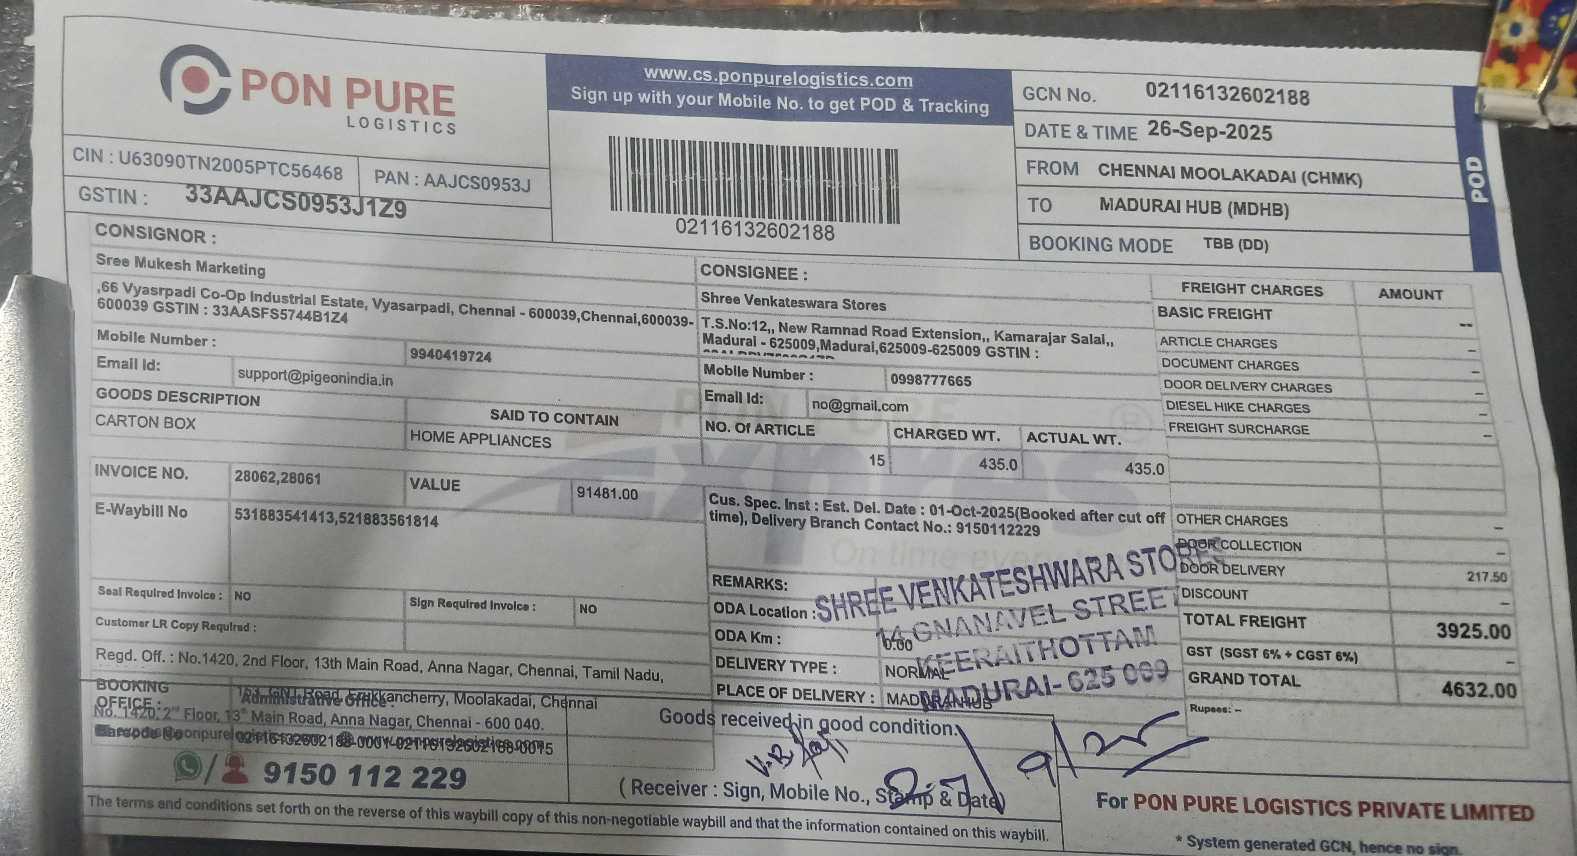 PON PURE
LOGISTICS
CIN : U63090TN2005PTC56468
PAN : AAJCS0953J
GSTIN : 33AAJCS0953J1Z9
www.cs.ponpurelogistics.com
Sign up with your Mobile No. to get POD & Tracking
02116132602188
GCN No. 02116132602188
DATE & TIME 26-Sep-2025
FROM CHENNAI MOOLAKADAI (CHMK)
TO MADURAI HUB (MDHB)
BOOKING MODE TBB (DD)
POD
CONSIGNOR :
Sree Mukesh Marketing
,66 Vyasrpadi Co-Op Industrial Estate, Vyasarpadi, Chennai - 600039,Chennai,600039-
600039 GSTIN : 33AASFS5744B1Z4
Mobile Number : 9940419724
Email Id: support@pigeonindia.in
CONSIGNEE :
Shree Venkateswara Stores
T.S.No:12,, New Ramnad Road Extension,, Kamarajar Salai,,
Madurai - 625009,Madurai,625009-625009 GSTIN :
Mobile Number : 0998777665
Email Id: no@gmail.com
GOODS DESCRIPTION
SAID TO CONTAIN
CARTON BOX
HOME APPLIANCES
NO. Of ARTICLE CHARGED WT. ACTUAL WT.
15 435.0 435.0
INVOICE NO. 28062,28061
VALUE 91481.00
E-Waybill No 531883541413,521883561814
Cus. Spec. Inst : Est. Del. Date : 01-Oct-2025(Booked after cut off
time), Delivery Branch Contact No.: 9150112229
Seal Required Invoice : NO
Sign Required Invoice : NO
Customer LR Copy Required :
REMARKS:
ODA Location :
ODA Km : 0.00
DELIVERY TYPE : NORMAL
PLACE OF DELIVERY :
SHREE VENKATESHWARA STORES
14 GNANAVEL STREET
KEERAITHOTTAM
MADURAI- 625 009
FREIGHT CHARGES AMOUNT
BASIC FREIGHT --
ARTICLE CHARGES –
DOCUMENT CHARGES –
DOOR DELIVERY CHARGES –
DIESEL HIKE CHARGES –
FREIGHT SURCHARGE –
OTHER CHARGES –
DOOR COLLECTION –
DOOR DELIVERY 217.50
DISCOUNT –
TOTAL FREIGHT 3925.00
GST (SGST 6% + CGST 6%) –
GRAND TOTAL 4632.00
Rupees: –
Regd. Off. : No.1420, 2nd Floor, 13th Main Road, Anna Nagar, Chennai, Tamil Nadu,
BOOKING
OFFICE :
Road, Erukkancherry, Moolakadai, Chennai
Administrative Office :
No. 1420, 2nd Floor, 13th Main Road, Anna Nagar, Chennai - 600 040.
Barcode No
9150 112 229
Goods received in good condition.
( Receiver : Sign, Mobile No., Stamp & Date)
For PON PURE LOGISTICS PRIVATE LIMITED
* System generated GCN, hence no sign.
The terms and conditions set forth on the reverse of this waybill copy of this non-negotiable waybill and that the information contained on this waybill.